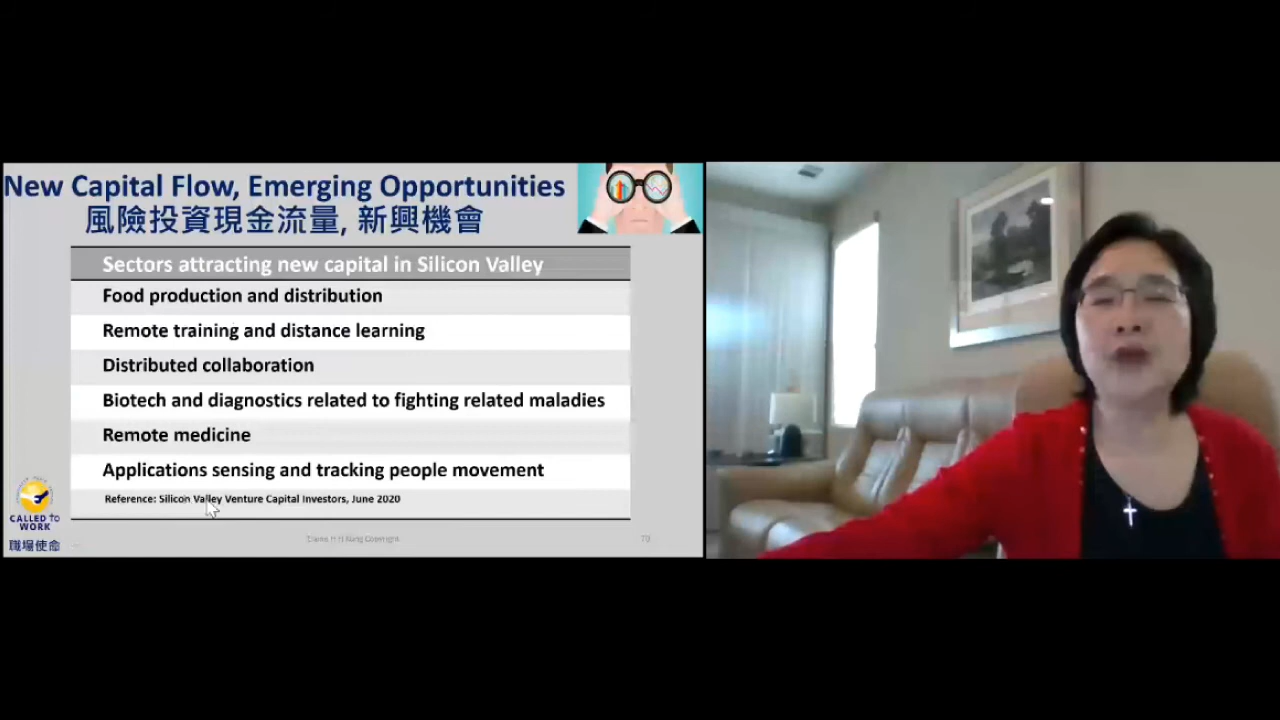 New Capital Flow, Emerging Opportunities
風險投資現金流量, 新興機會
Sectors attracting new capital in Silicon Valley
Food production and distribution
Remote training and distance learning
Distributed collaboration
Biotech and diagnostics related to fighting related maladies
Remote medicine
Applications sensing and tracking people movement
Reference: Silicon Valley Venture Capital Investors, June 2020
CALLED TO
WORK
職場使命
Copyright